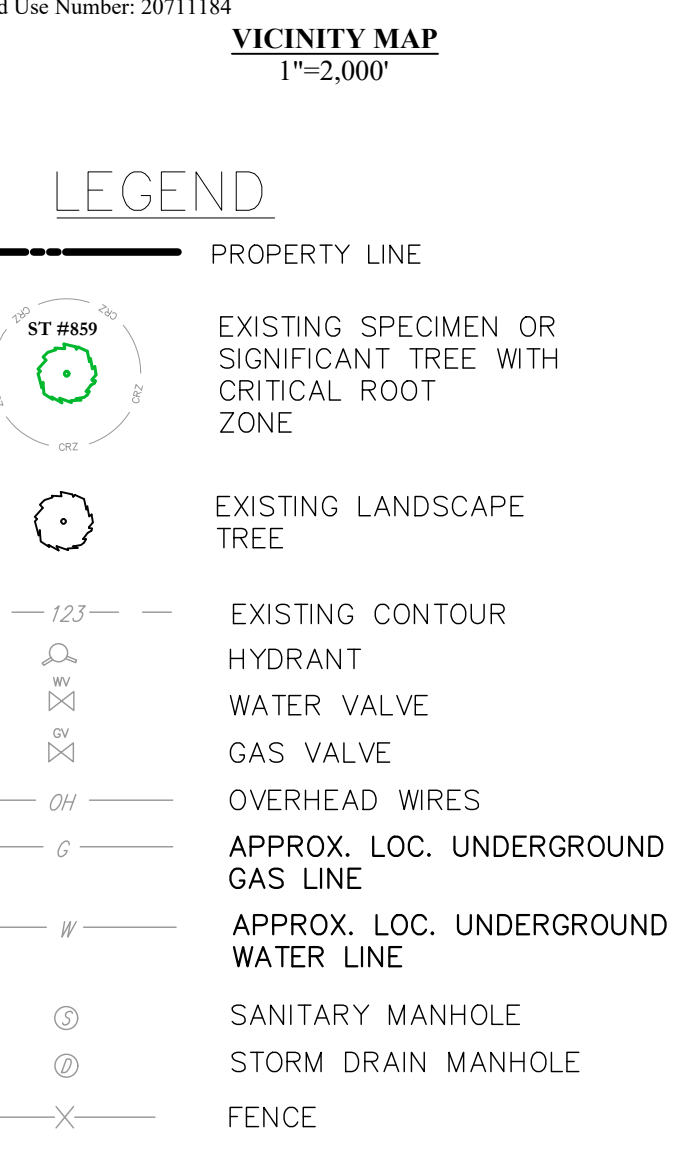 d Use Number: 20711184
VICINITY MAP
1"=2,000'
LEGEND
PROPERTY LINE
CRZ CRZ
ST #859
CRZ
CRZ
EXISTING SPECIMEN OR
SIGNIFICANT TREE WITH
CRITICAL ROOT
ZONE
EXISTING LANDSCAPE
TREE
123 EXISTING CONTOUR
HYDRANT
WV
WATER VALVE
GV
GAS VALVE
OH OVERHEAD WIRES
G APPROX. LOC. UNDERGROUND
GAS LINE
W APPROX. LOC. UNDERGROUND
WATER LINE
S SANITARY MANHOLE
D STORM DRAIN MANHOLE
X FENCE